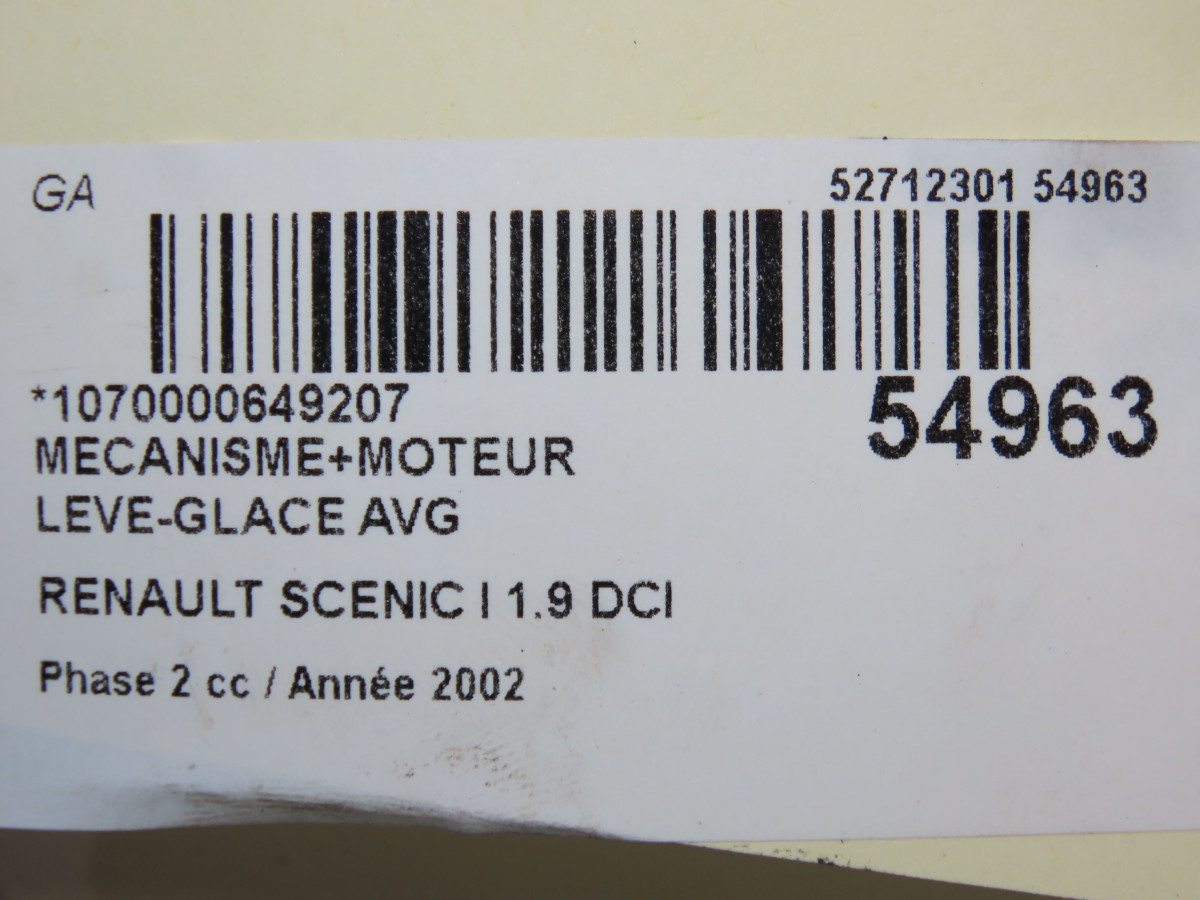 GA
52712301 54963
*1070000649207
54963
MECANISME+MOTEUR
LEVE-GLACE AVG
RENAULT SCENIC I 1.9 DCI
Phase 2 cc / Année 2002